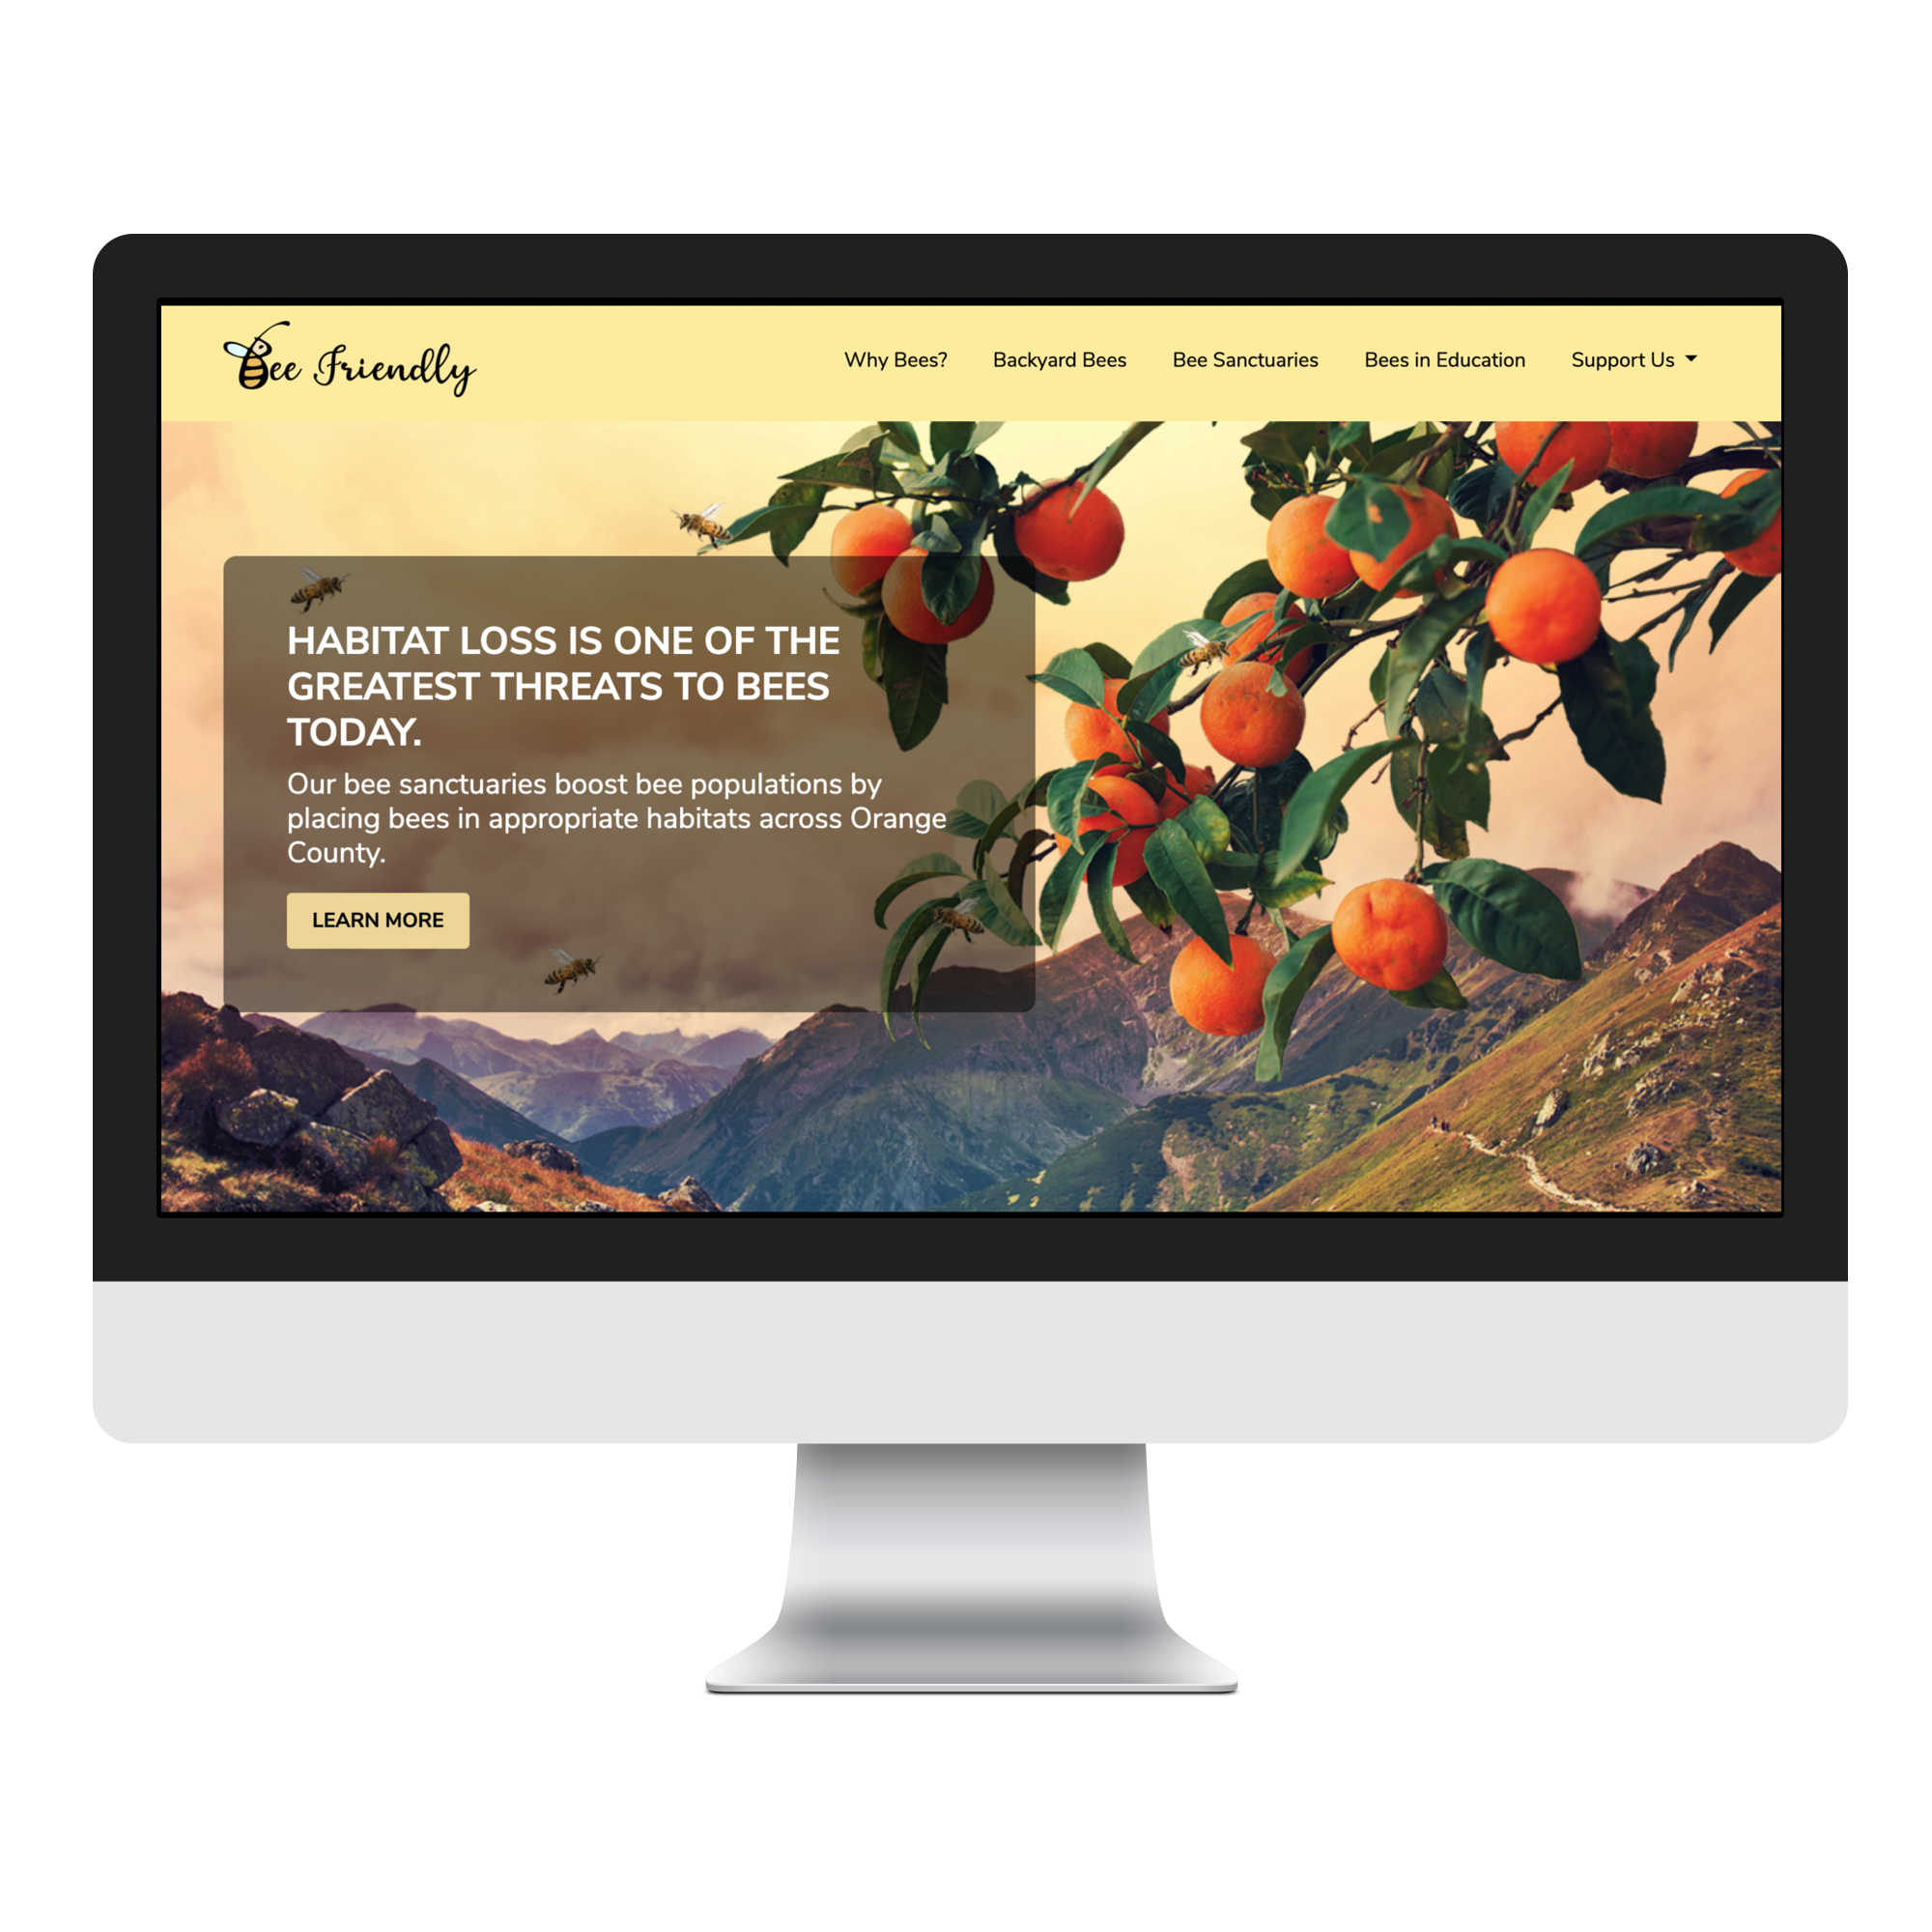 Bee Friendly
Why Bees? Backyard Bees Bee Sanctuaries Bees in Education Support Us
HABITAT LOSS IS ONE OF THE
GREATEST THREATS TO BEES
TODAY.
Our bee sanctuaries boost bee populations by
placing bees in appropriate habitats across Orange
County.
LEARN MORE